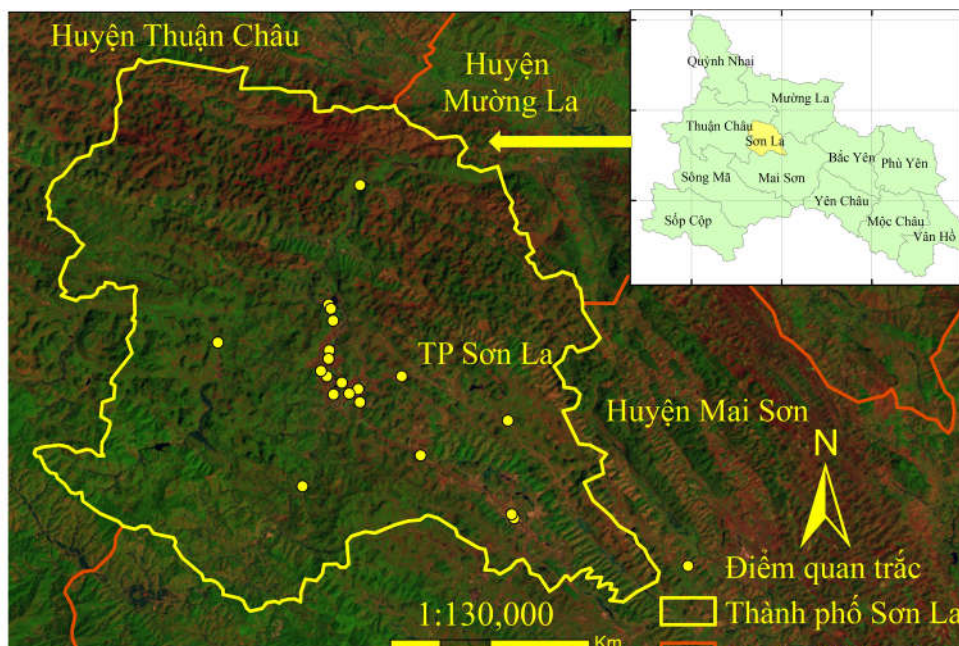 Huyện Thuận Châu
Huyện
Mường La
Quỳnh Nhai
Mường La
Thuận Châu
Sơn La
Bắc Yên
Phù Yên
Sông Mã
Mai Sơn
Yên Châu
Sốp Cộp
Mộc Châu
Vân Hồ
TP Sơn La
Huyện Mai Sơn
N
Điểm quan trắc
1:130,000
Thành phố Sơn La
Km